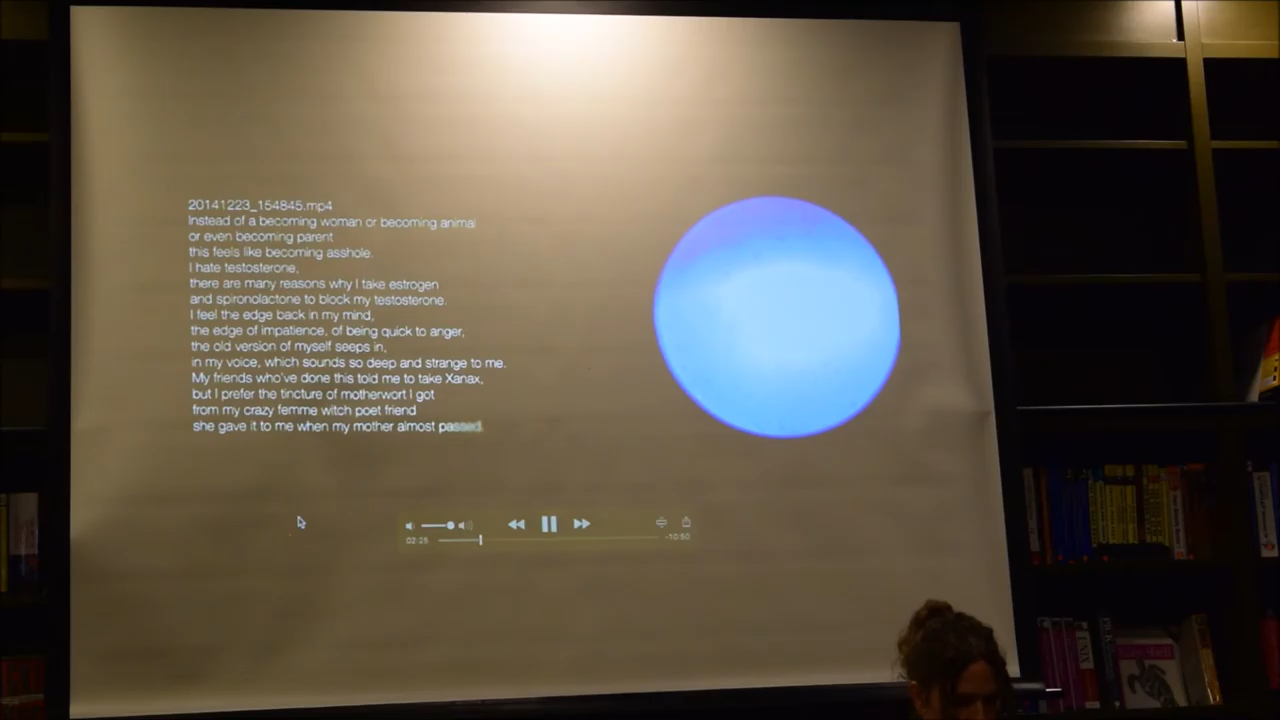 20141223_154845.mp4
Instead of a becoming woman or becoming animal
or even becoming parent
this feels like becoming asshole.
I hate testosterone,
there are many reasons why I take estrogen
and spironolactone to block my testosterone.
I feel the edge back in my mind,
the edge of impatience, of being quick to anger,
the old version of myself seeps in,
in my voice, which sounds so deep and strange to me.
My friends who've done this told me to take Xanax,
but I prefer the tincture of motherwort I got
from my crazy femme witch poet friend
she gave it to me when my mother almost passed.
02:25
-10:50
UNIX